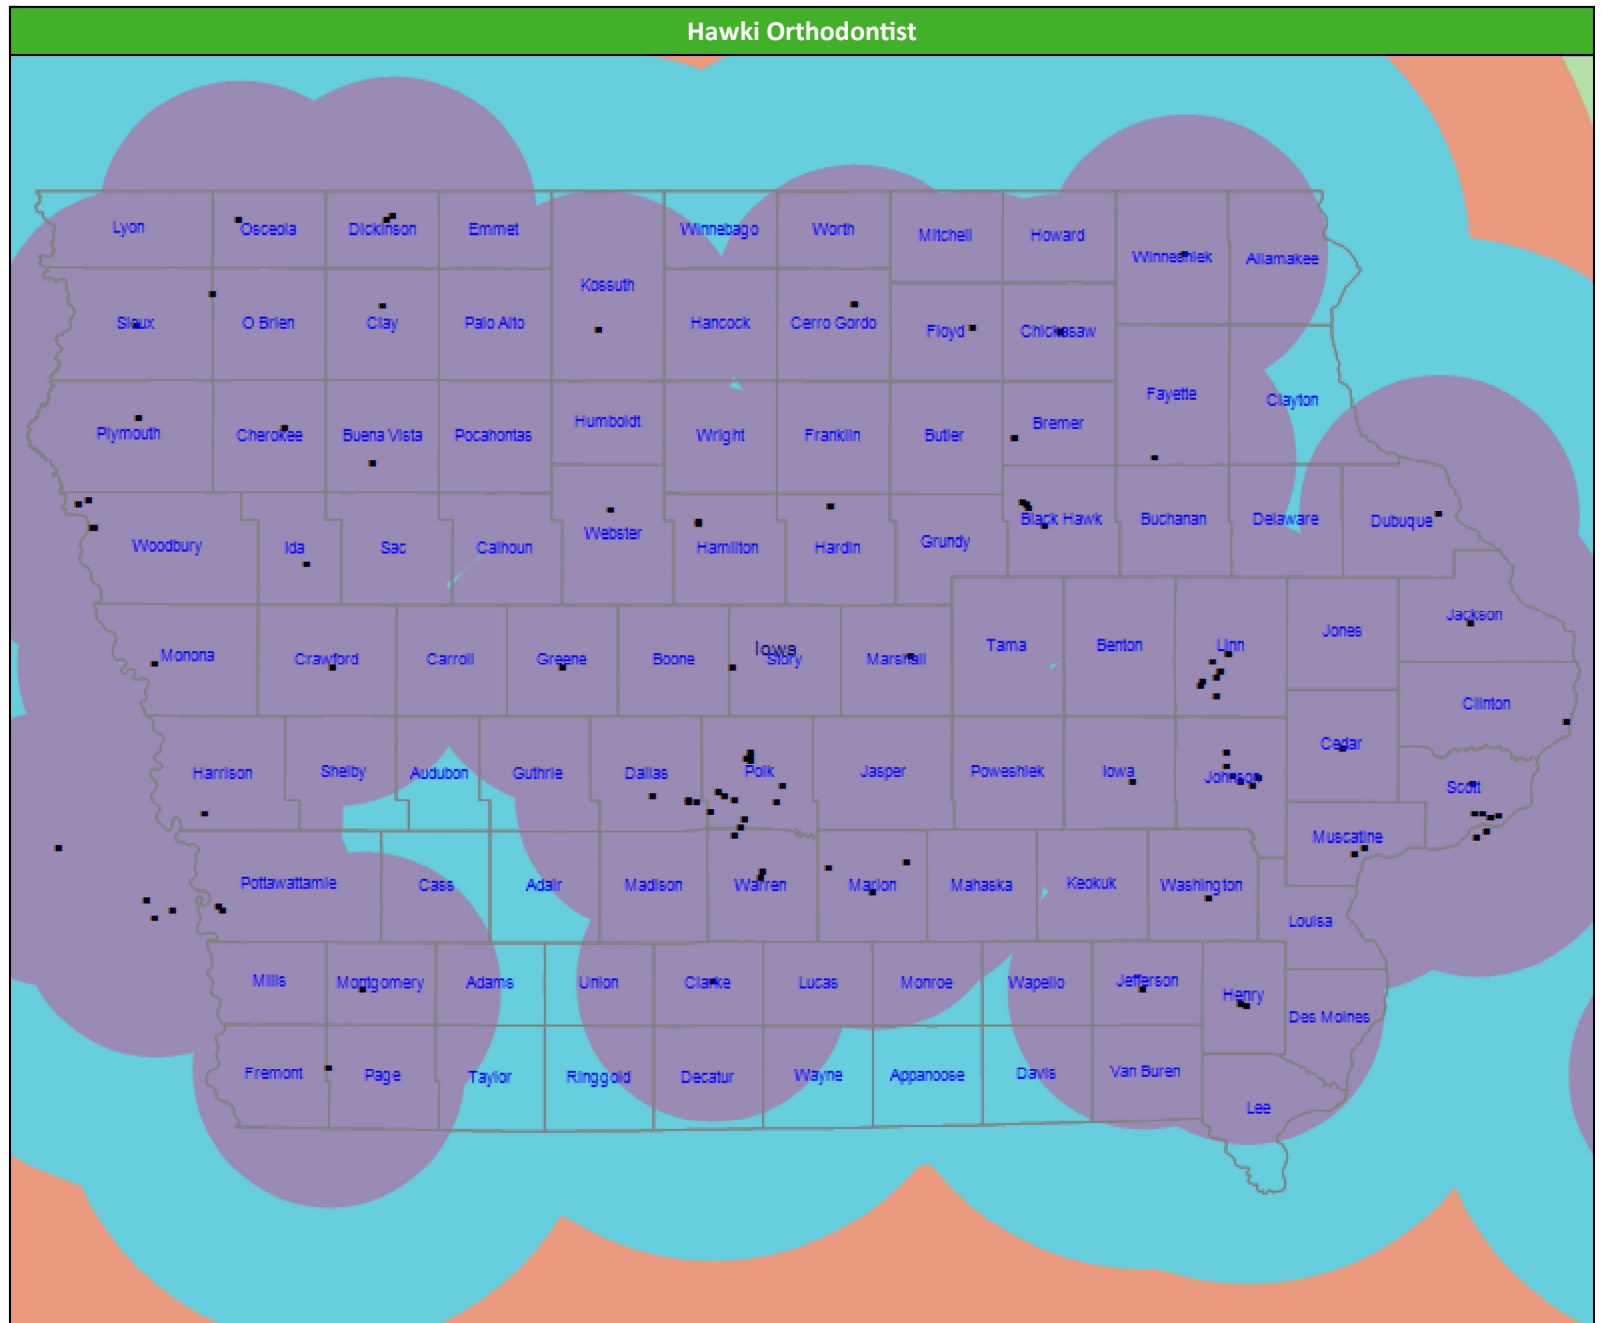 Hawki Orthodontist
Lyon
Osceola
Dickinson
Emmet
Winnebago
Worth
Mitchell
Howard
Winneshiek
Allamakee
Kossuth
Sioux
O Brien
Clay
Palo Alto
Hancock
Cerro Gordo
Floyd
Chickasaw
Fayette
Clayton
Plymouth
Cherokee
Buena Vista
Pocahontas
Humboldt
Wright
Franklin
Butler
Bremer
Woodbury
Ida
Sac
Calhoun
Webster
Hamilton
Hardin
Grundy
Black Hawk
Buchanan
Delaware
Dubuque
Jackson
Monona
Crawford
Carroll
Greene
Boone
Iowa
Story
Marshall
Tama
Benton
Linn
Jones
Clinton
Harrison
Shelby
Audubon
Guthrie
Dallas
Polk
Jasper
Poweshiek
Iowa
Johnson
Cedar
Scott
Muscatine
Pottawattamie
Cass
Adair
Madison
Warren
Marion
Mahaska
Keokuk
Washington
Louisa
Mills
Montgomery
Adams
Union
Clarke
Lucas
Monroe
Wapello
Jefferson
Henry
Des Moines
Fremont
Page
Taylor
Ringgold
Decatur
Wayne
Appanoose
Davis
Van Buren
Lee